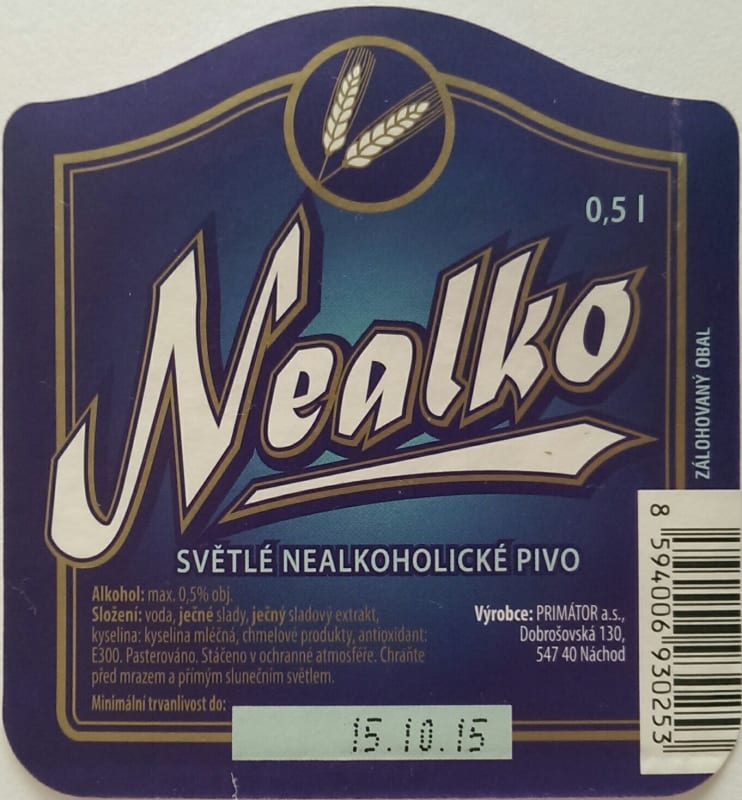 0,5 l
Nealko
SVĚTLÉ NEALKOHOLICKÉ PIVO
Alkohol: max. 0,5% obj.
Složení: voda, ječné slady, ječný sladový extrakt,
kyselina: kyselina mléčná, chmelové produkty, antioxidant:
E300. Pasterováno. Stáčeno v ochranné atmosféře. Chraňte
před mrazem a přímým slunečním světlem.
Minimální trvanlivost do:
15.10.15
Výrobce: PRIMÁTOR a.s.,
Dobrošovská 130,
547 40 Náchod
ZÁLOHOVANÝ OBAL
8 594006 930253